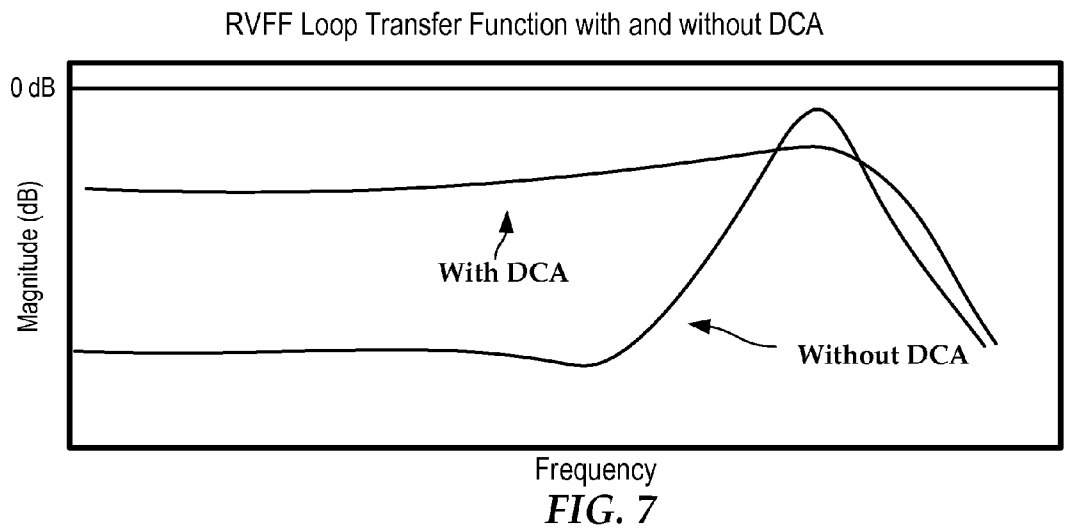 RVFF Loop Transfer Function with and without DCA
0 dB
Magnitude (dB)
With DCA
Without DCA
Frequency
FIG. 7